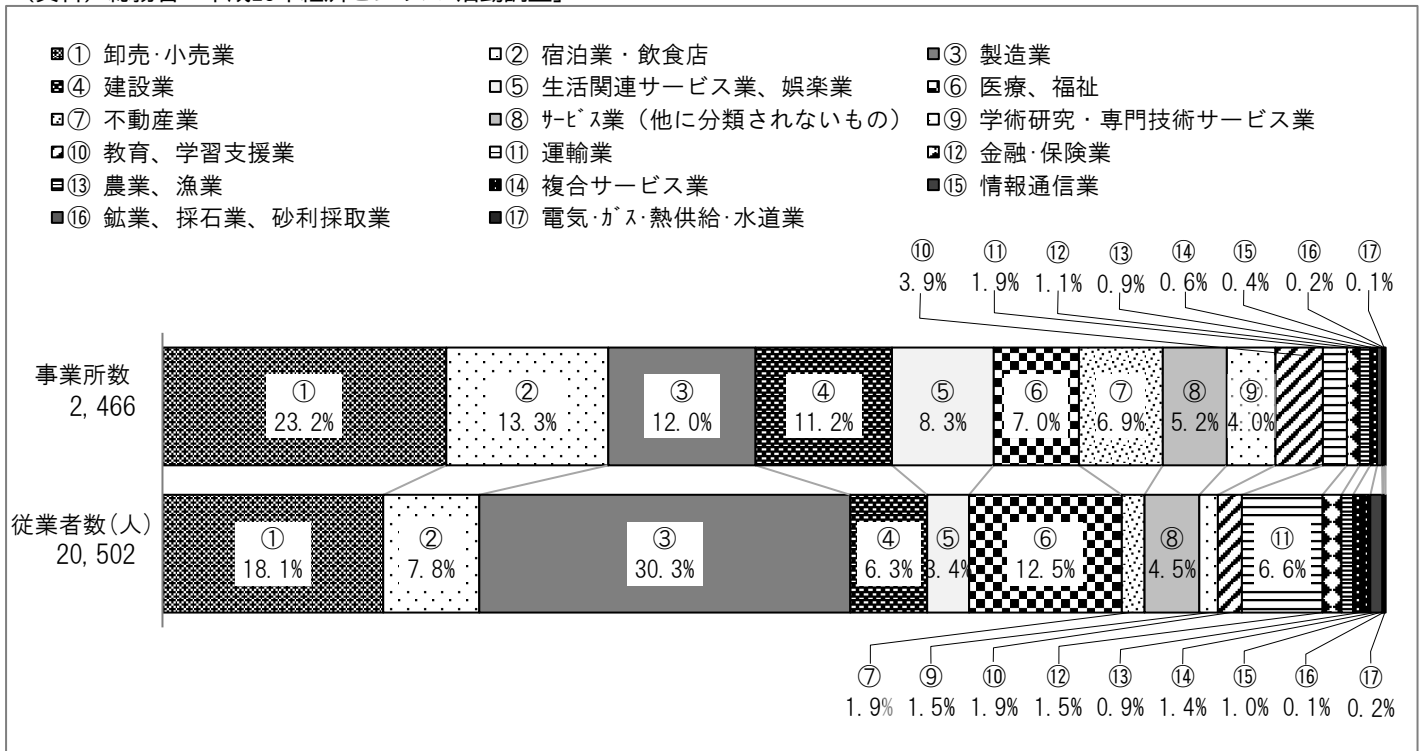 ① 卸売･小売業 ② 宿泊業・飲食店 ③ 製造業
④ 建設業 ⑤ 生活関連サービス業、娯楽業 ⑥ 医療、福祉
⑦ 不動産業 ⑧ ｻｰﾋﾞｽ業（他に分類されないもの） ⑨ 学術研究・専門技術サービス業
⑩ 教育、学習支援業 ⑪ 運輸業 ⑫ 金融･保険業
⑬ 農業、漁業 ⑭ 複合サービス業 ⑮ 情報通信業
⑯ 鉱業、採石業、砂利採取業 ⑰ 電気･ｶﾞｽ･熱供給･水道業
⑩ ⑪ ⑫ ⑬ ⑭ ⑮ ⑯ ⑰
3.9% 1.9% 1.1% 0.9% 0.6% 0.4% 0.2% 0.1%
事業所数
2,466
① ② ③ ④ ⑤ ⑥ ⑦ ⑧ ⑨
23.2% 13.3% 12.0% 11.2% 8.3% 7.0% 6.9% 5.2% 4.0%
従業者数(人)
20,502
① ② ③ ④ ⑤ ⑥ ⑧ ⑪
18.1% 7.8% 30.3% 6.3% 3.4% 12.5% 4.5% 6.6%
⑦ ⑨ ⑩ ⑫ ⑬ ⑭ ⑮ ⑯ ⑰
1.9% 1.5% 1.9% 1.5% 0.9% 1.4% 1.0% 0.1% 0.2%